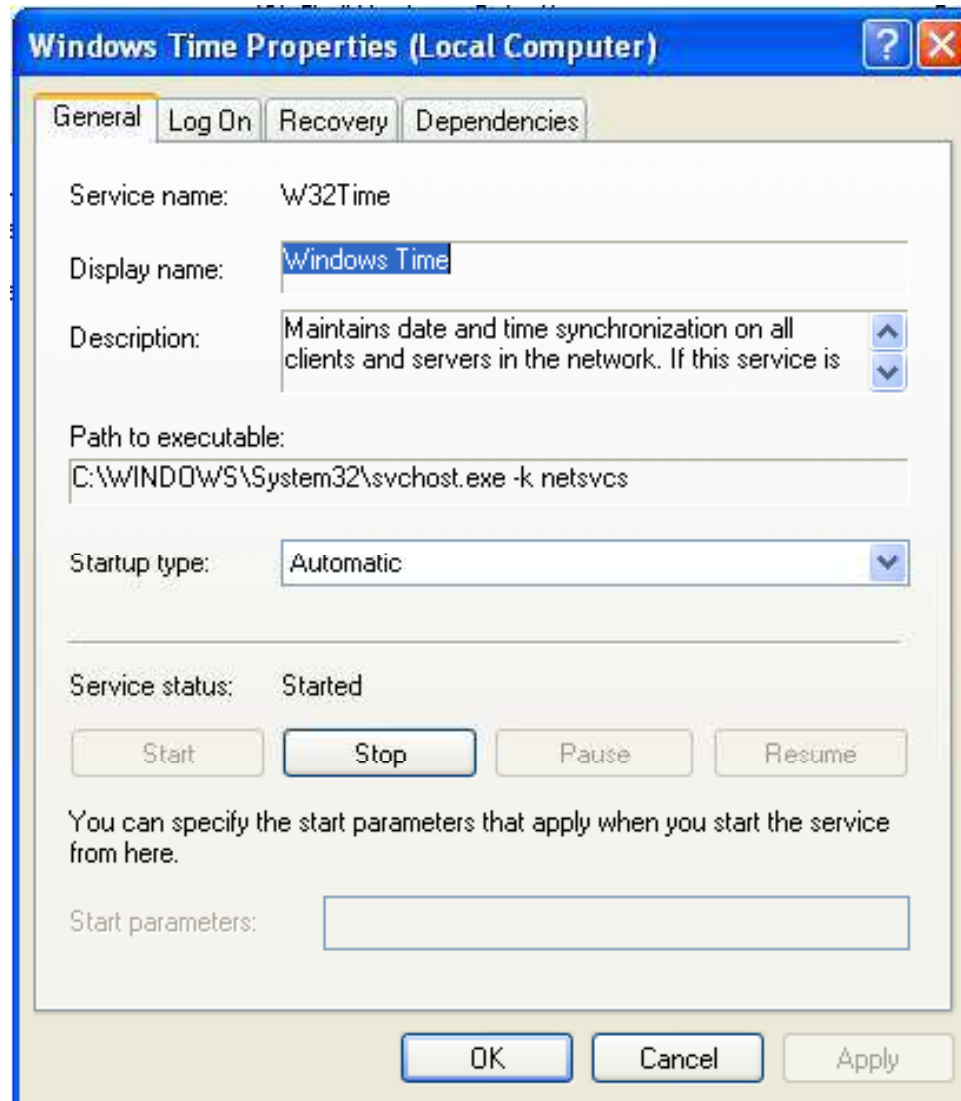 Windows Time Properties (Local Computer)
General Log On Recovery Dependencies
Service name: W32Time
Display name: Windows Time
Description: Maintains date and time synchronization on all
clients and servers in the network. If this service is
Path to executable:
C:\WINDOWS\System32\svchost.exe -k netsvcs
Startup type: Automatic
Service status: Started
Start Stop Pause Resume
You can specify the start parameters that apply when you start the service
from here.
Start parameters:
OK Cancel Apply